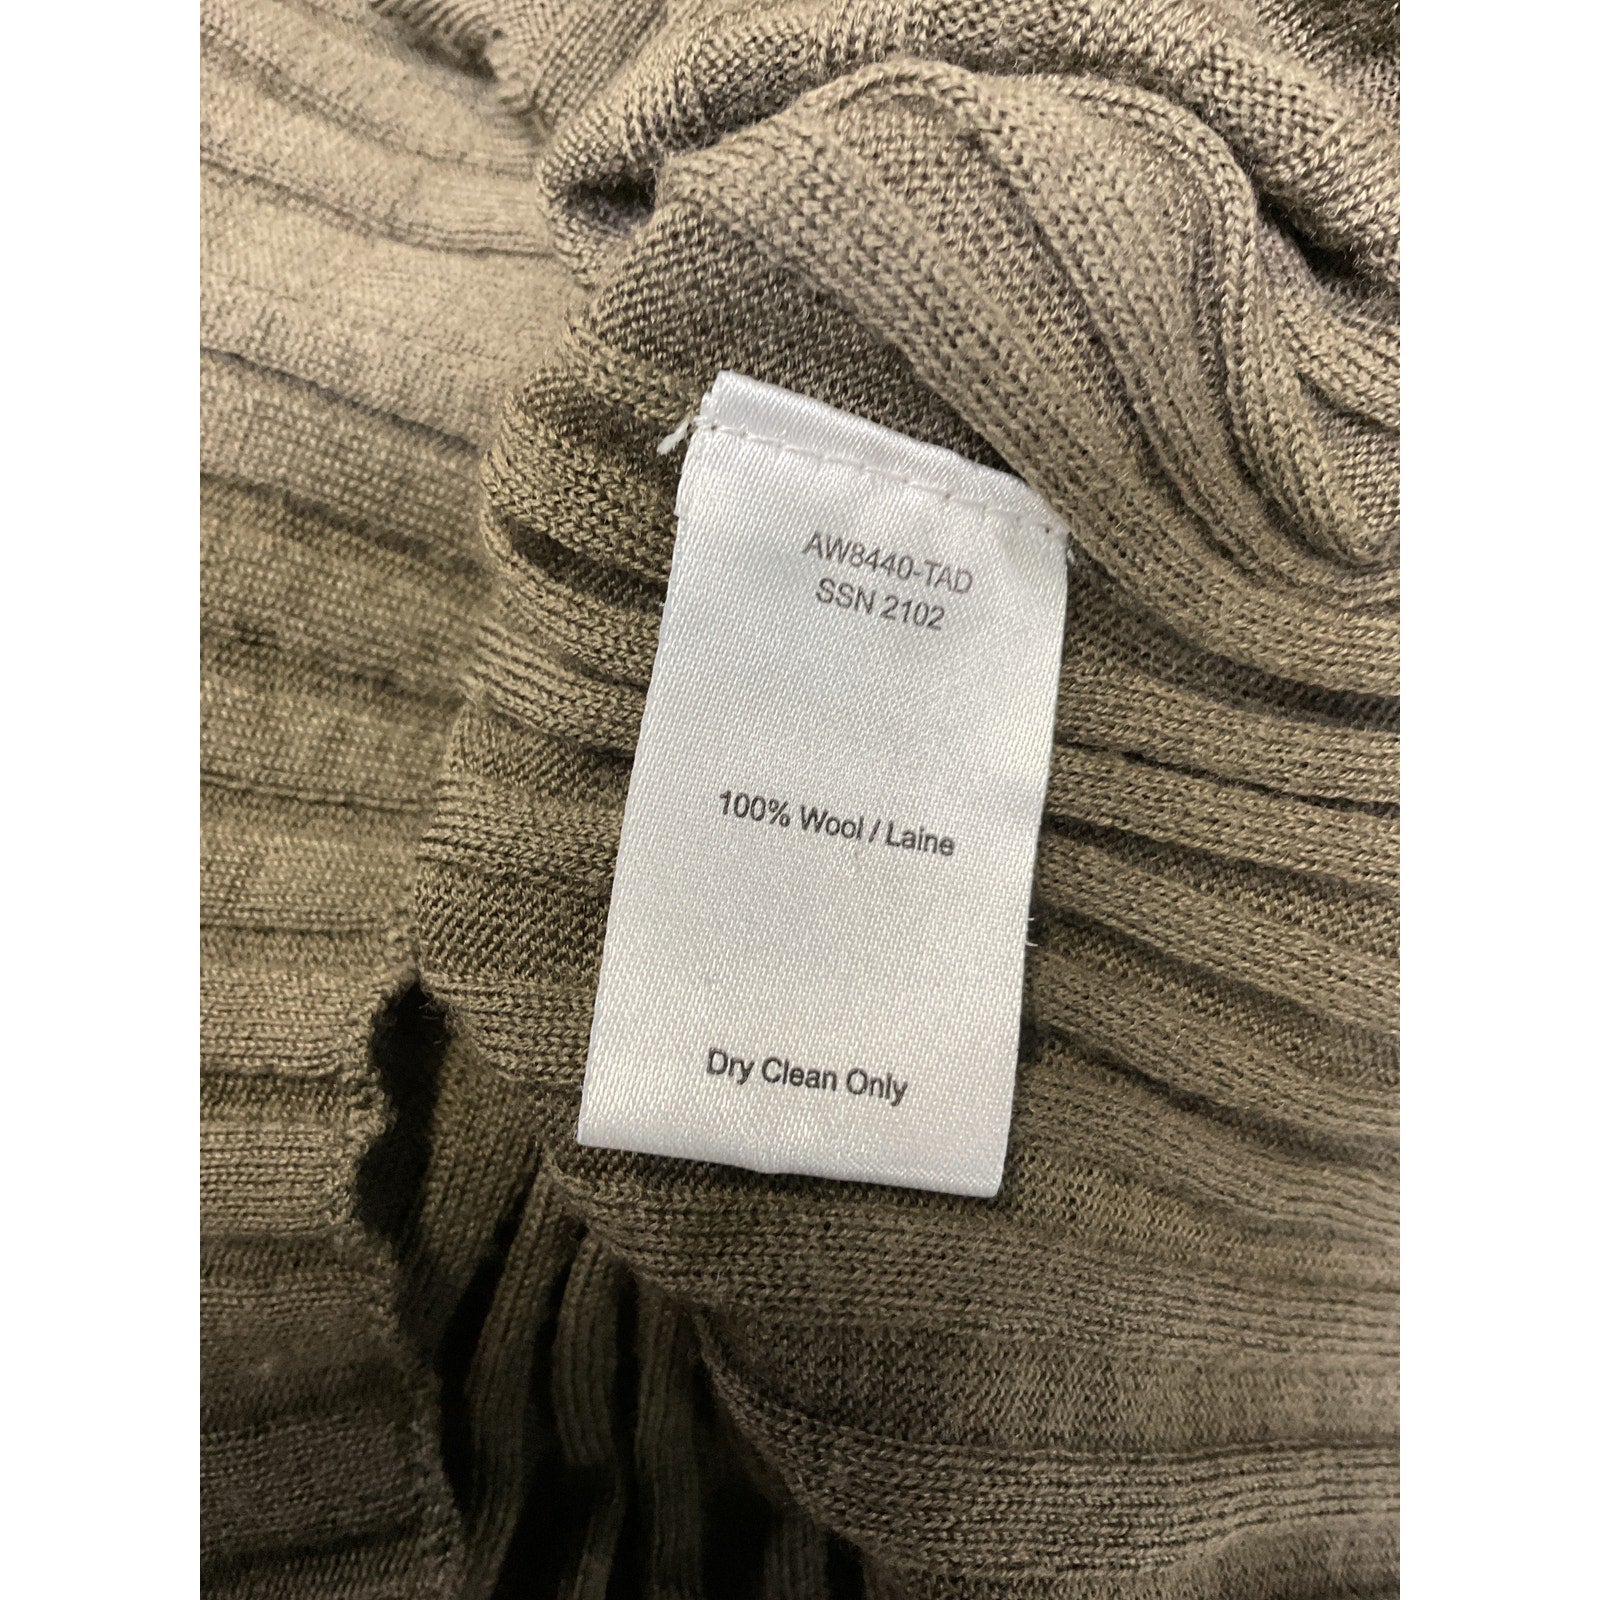 AW8440-TAD
SSN 2102
100% Wool / Laine
Dry Clean Only